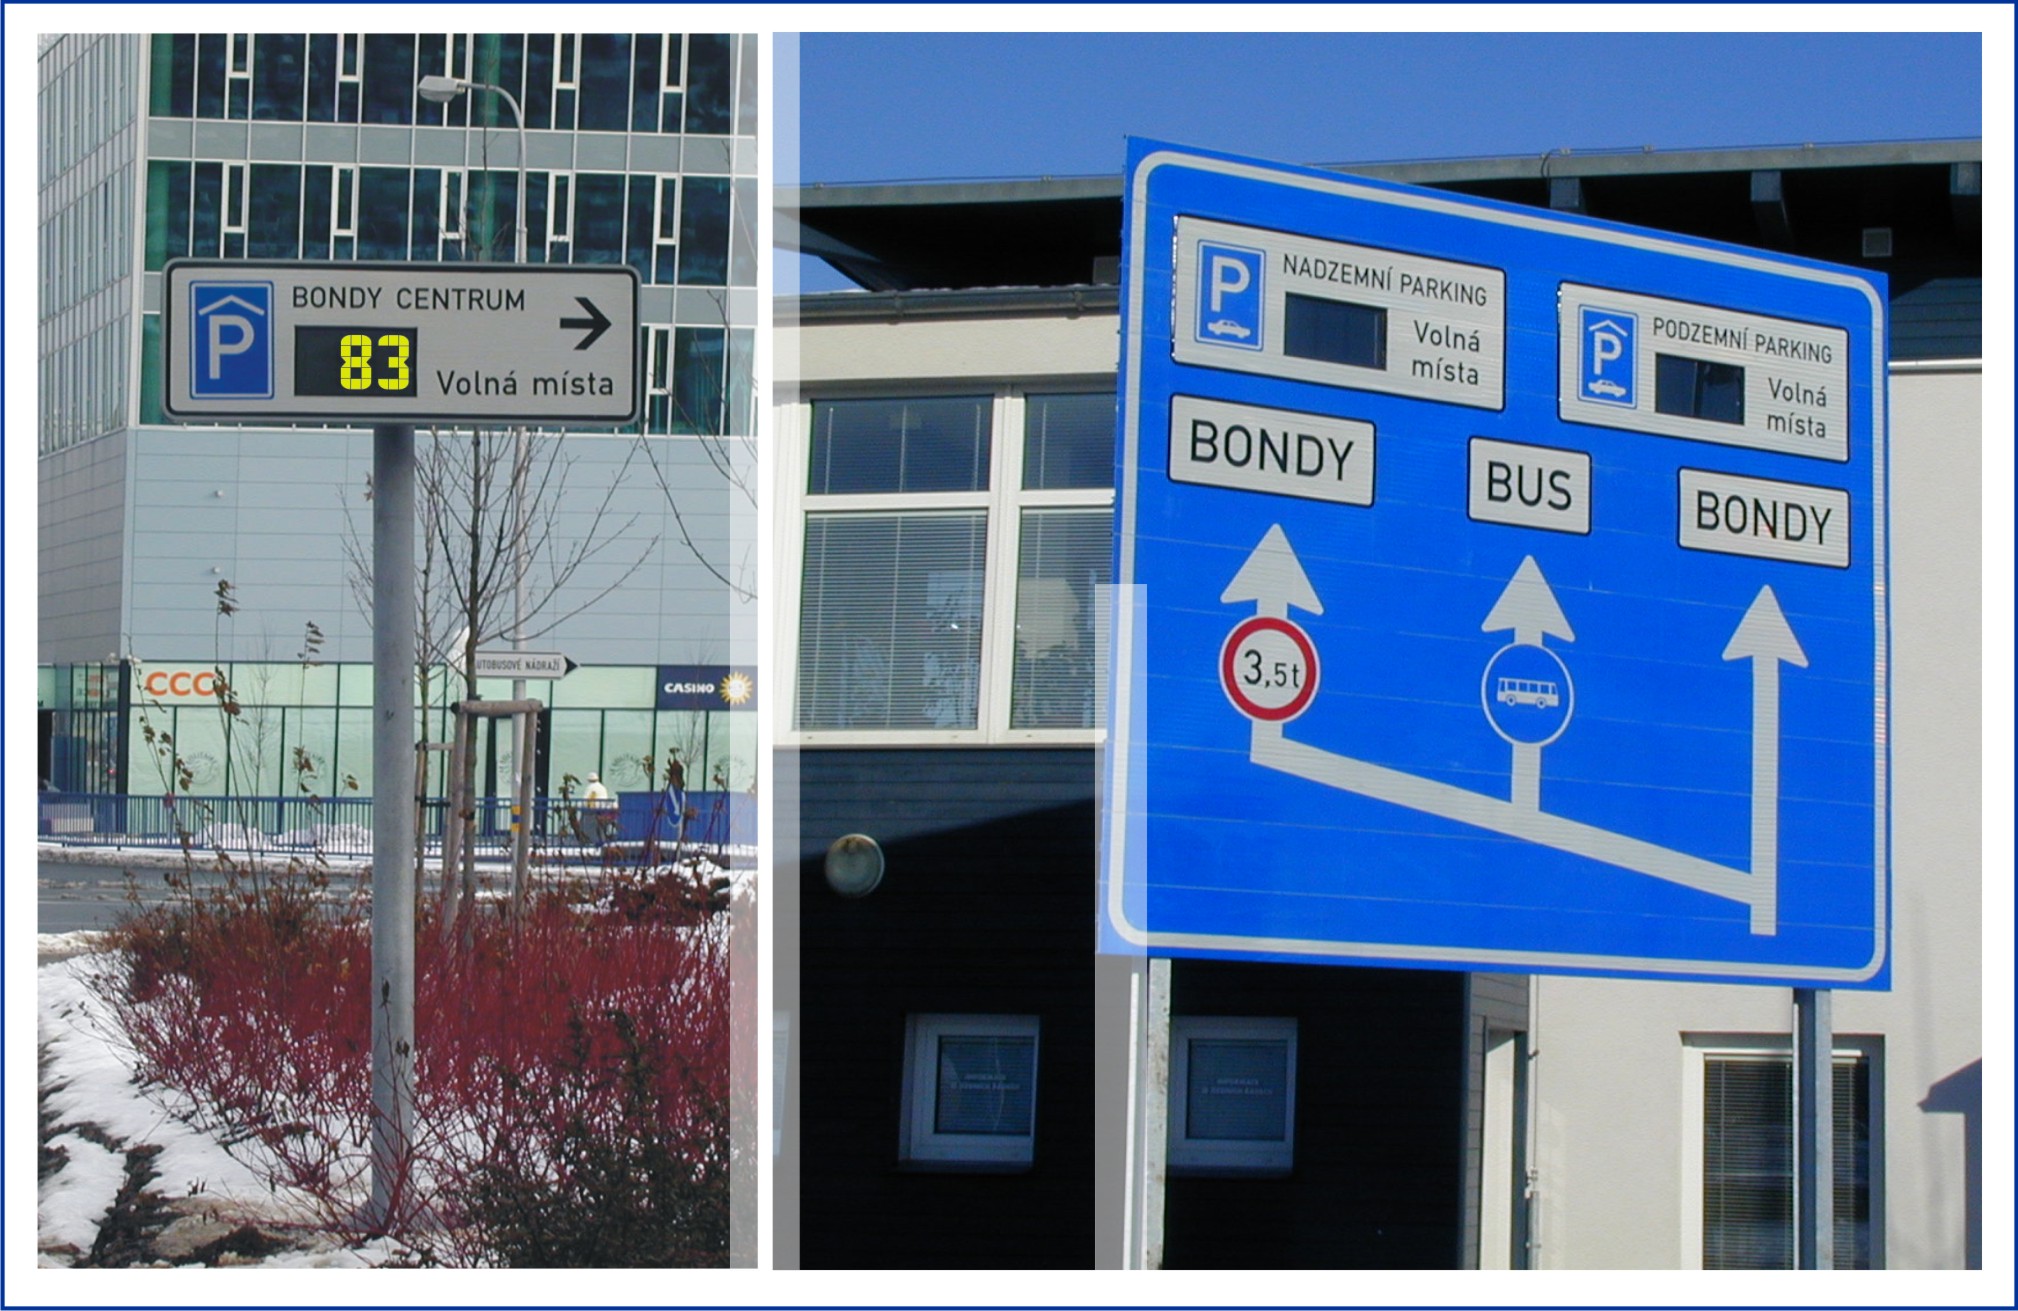 P
BONDY CENTRUM
83
Volná místa
CCC
AUTOBUSOVÉ NÁDRAŽÍ
CASINO
P
NADZEMNÍ PARKING
Volná
místa
P
PODZEMNÍ PARKING
Volná
místa
BONDY
BUS
BONDY
3,5t